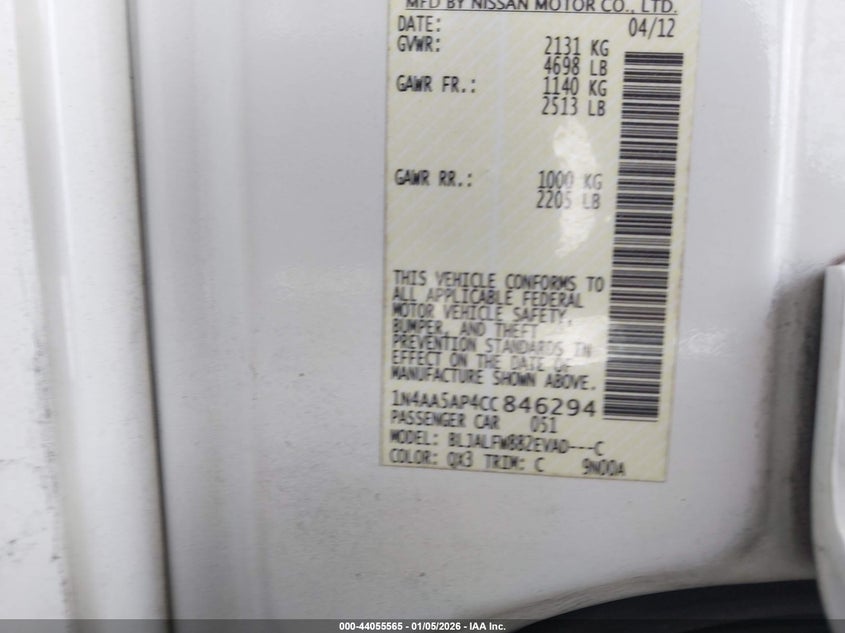 MFD BY NISSAN MOTOR CO., LTD.
DATE: 04/12
GVWR: 2131 KG
4698 LB
GAWR FR.: 1140 KG
2513 LB
GAWR RR.: 1000 KG
2205 LB
THIS VEHICLE CONFORMS TO
ALL APPLICABLE FEDERAL
MOTOR VEHICLE SAFETY,
BUMPER, AND THEFT
PREVENTION STANDARDS IN
EFFECT ON THE DATE OF
MANUFACTURE SHOWN ABOVE.
1N4AA5AP4CC846294
PASSENGER CAR 051
MODEL: BLJALFW882EVAD---C
COLOR: QX3 TRIM: C 9N00A
000-44055565 - 01/05/2026 - IAA Inc.